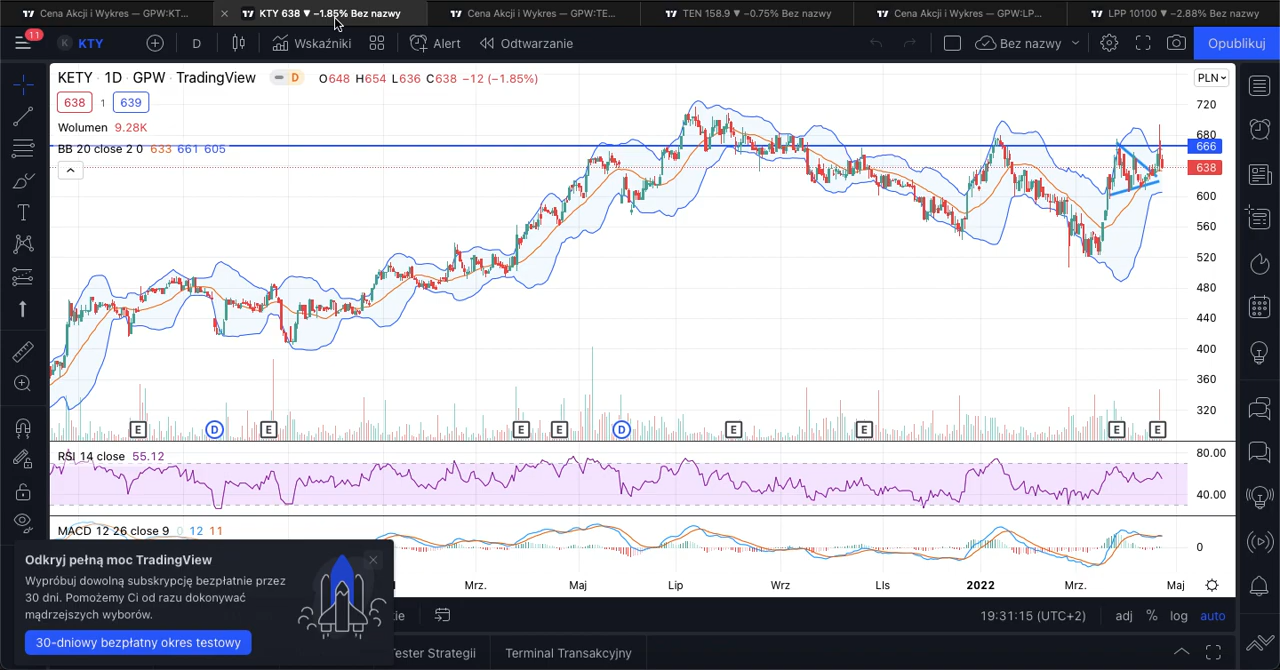 Cena Akcji i Wykres – GPW:KT...
KTY 638 ▼ −1.85% Bez nazwy
Cena Akcji i Wykres – GPW:TE...
TEN 158.9 ▼ −0.75% Bez nazwy
Cena Akcji i Wykres – GPW:LP...
LPP 10100 ▼ −2.88% Bez nazwy
11
K KTY
D
Wskaźniki
Alert
Odtwarzanie
Bez nazwy
Opublikuj
KETY · 1D · GPW · TradingView
D
O648 H654 L636 C638 −12 (−1.85%)
PLN
638 1 639
Wolumen 9.28K
BB 20 close 2 0 633 661 605
720
680
666
638
600
560
520
480
440
400
360
320
E D E E E D E E E E
RSI 14 close 55.12
80.00
40.00
MACD 12 26 close 9 0 12 11
0
Mrz. Maj Lip Wrz LIs 2022 Mrz. Maj
Odkryj pełną moc TradingView
Wypróbuj dowolną subskrypcję bezpłatnie przez
30 dni. Pomożemy Ci od razu dokonywać
mądrzejszych wyborów.
30-dniowy bezpłatny okres testowy
19:31:15 (UTC+2)
adj % log auto
Tester Strategii
Terminal Transakcyjny